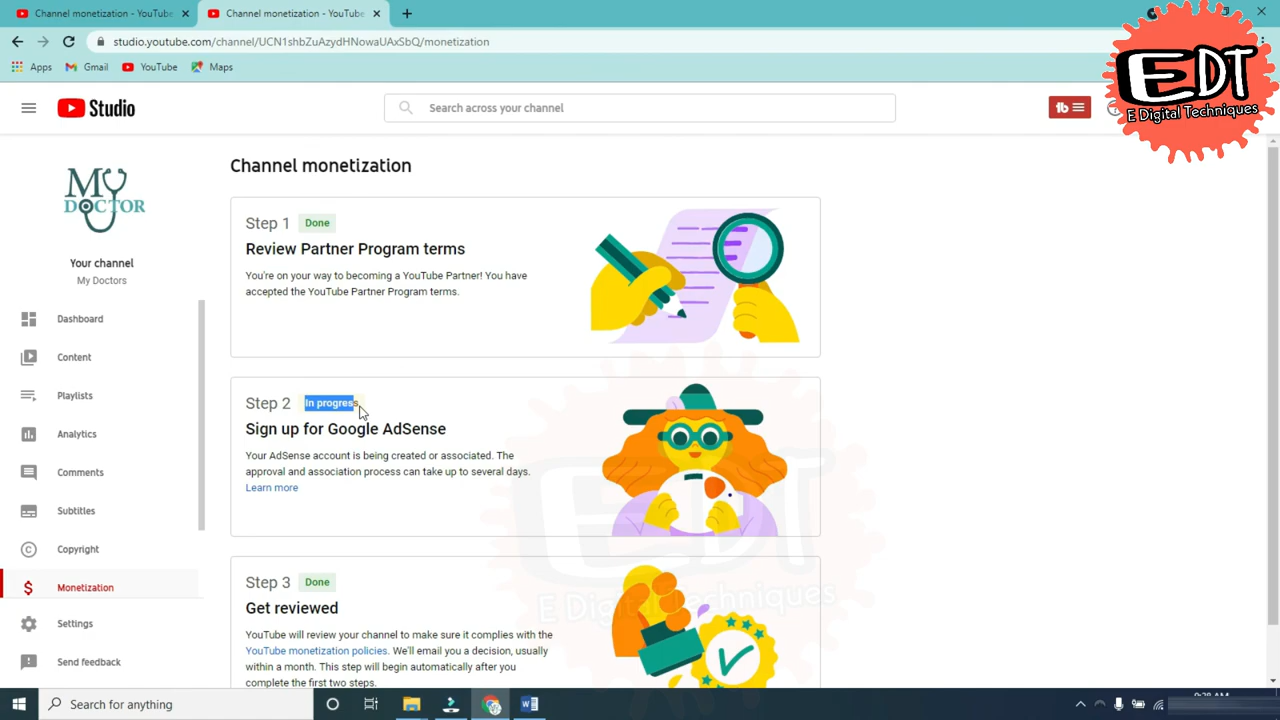 Channel monetization - YouTube
Channel monetization - YouTube
studio.youtube.com/channel/UCN1shbZuAzydHNowaUAxSbQ/monetization
Apps
Gmail
YouTube
Maps
EDT
E Digital Techniques
Studio
Search across your channel
MY
DOCTOR
Your channel
My Doctors
Dashboard
Content
Playlists
Analytics
Comments
Subtitles
Copyright
Monetization
Settings
Send feedback
Channel monetization
Step 1 Done
Review Partner Program terms
You're on your way to becoming a YouTube Partner! You have
accepted the YouTube Partner Program terms.
Step 2 In progress
Sign up for Google AdSense
Your AdSense account is being created or associated. The
approval and association process can take up to several days.
Learn more
Step 3 Done
Get reviewed
YouTube will review your channel to make sure it complies with the
YouTube monetization policies. We'll email you a decision, usually
within a month. This step will begin automatically after you
complete the first two steps.
EDT
E Digital Techniques
Search for anything